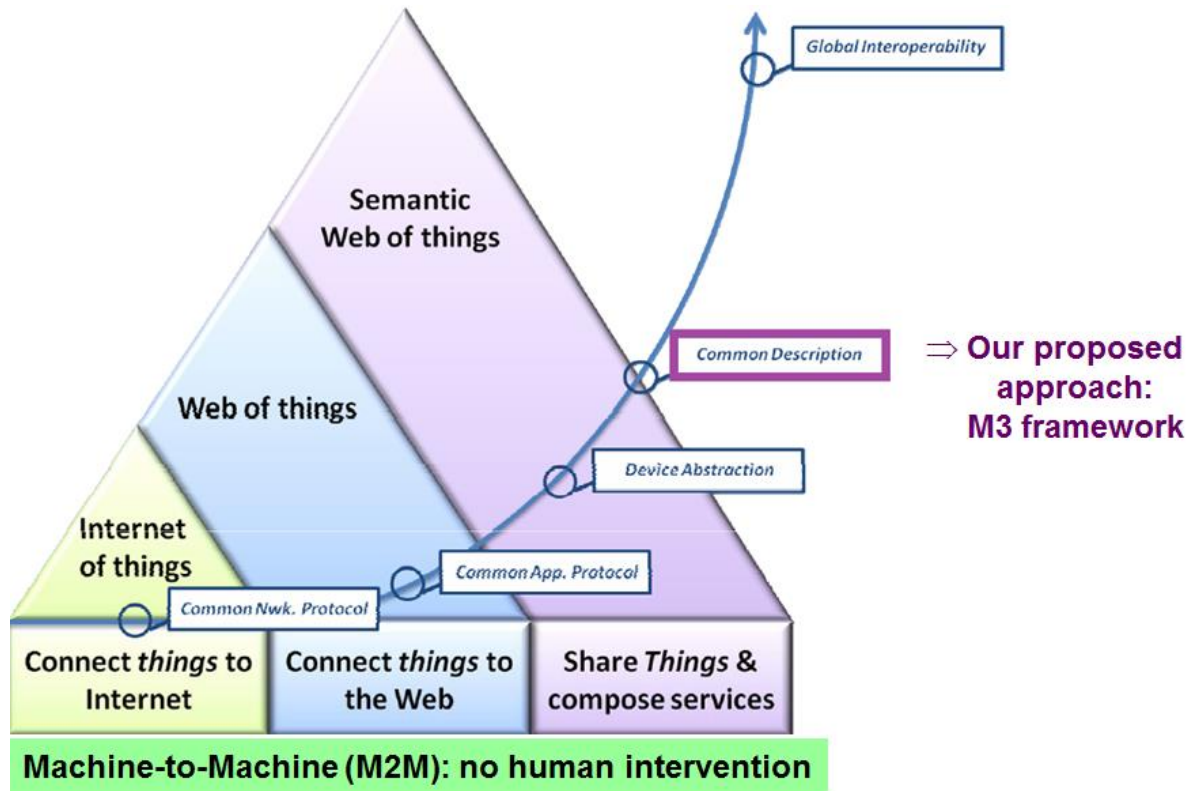 Global Interoperability
Semantic
Web of things
Common Description
⇒ Our proposed
approach:
M3 framework
Web of things
Device Abstraction
Internet
of things
Common App. Protocol
Common Nwk. Protocol
Connect things to
Internet
Connect things to
the Web
Share Things &
compose services
Machine-to-Machine (M2M): no human intervention